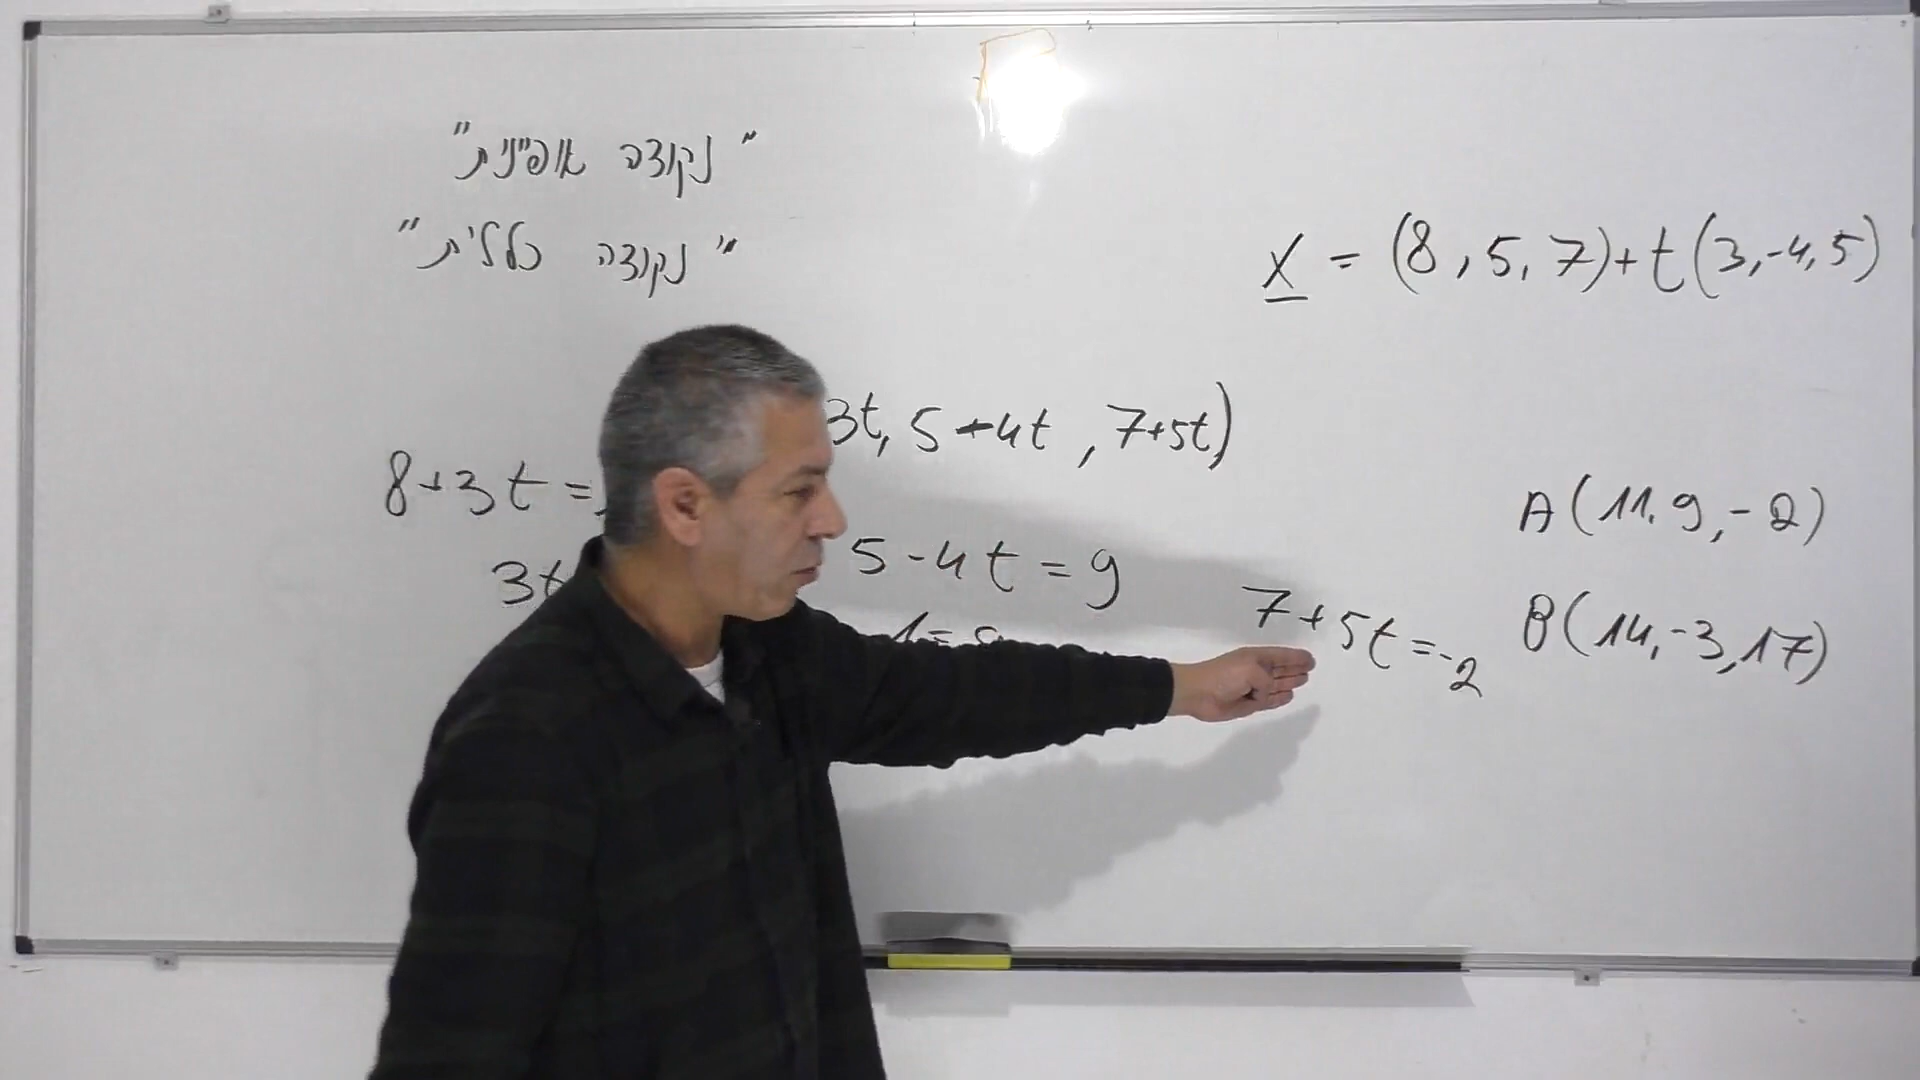 "נקודה אופיינית"
"נקודה כללית"
X = (8, 5, 7) + t(3, -4, 5)
3t, 5 - 4t, 7+5t)
8+3t =
3t
5 - 4t = 9
7+5t = -2
A(11, 9, -2)
B(14, -3, 17)